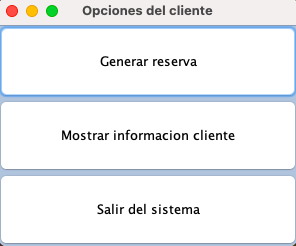 Opciones del cliente
Generar reserva
Mostrar informacion cliente
Salir del sistema